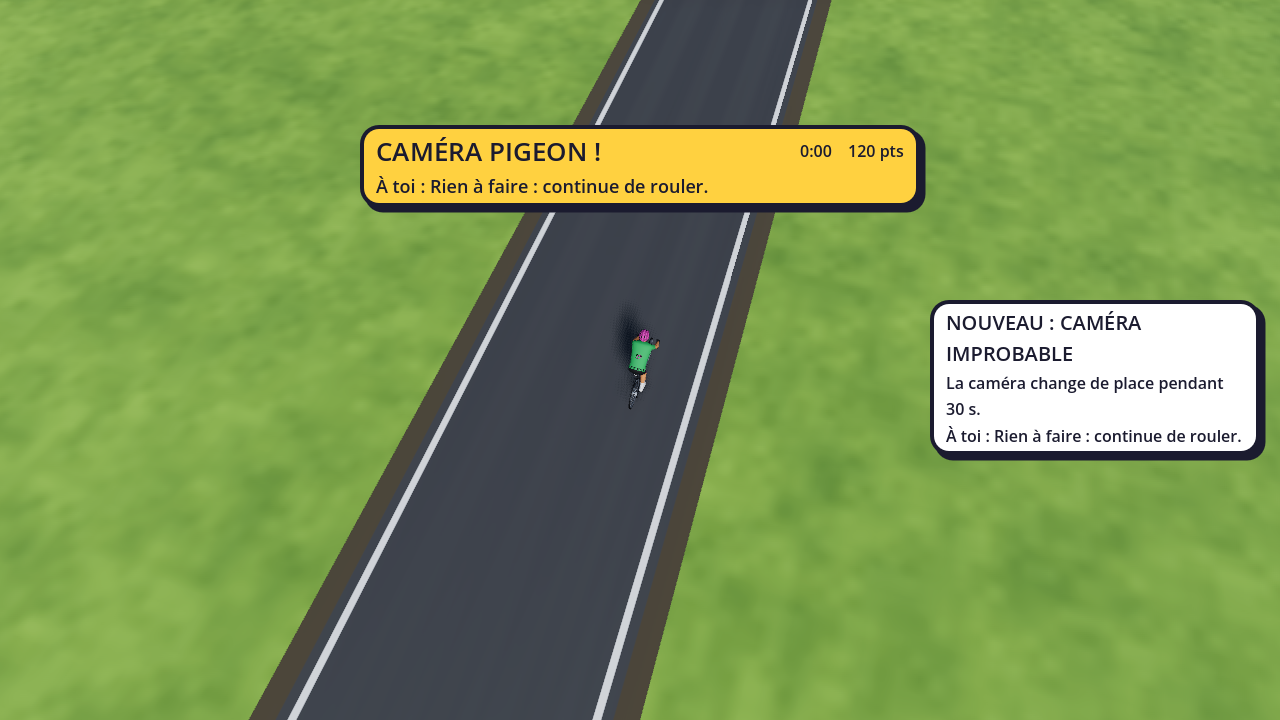 CAMÉRA PIGEON ! 0:00 120 pts
À toi : Rien à faire : continue de rouler.
NOUVEAU : CAMÉRA
IMPROBABLE
La caméra change de place pendant
30 s.
À toi : Rien à faire : continue de rouler.